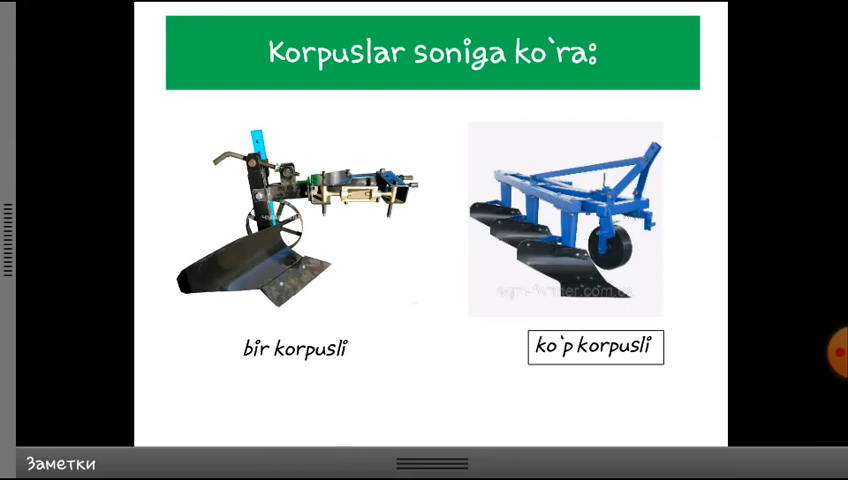 Korpuslar soniga ko`ra:
bir korpusli
ko`p korpusli
Заметки